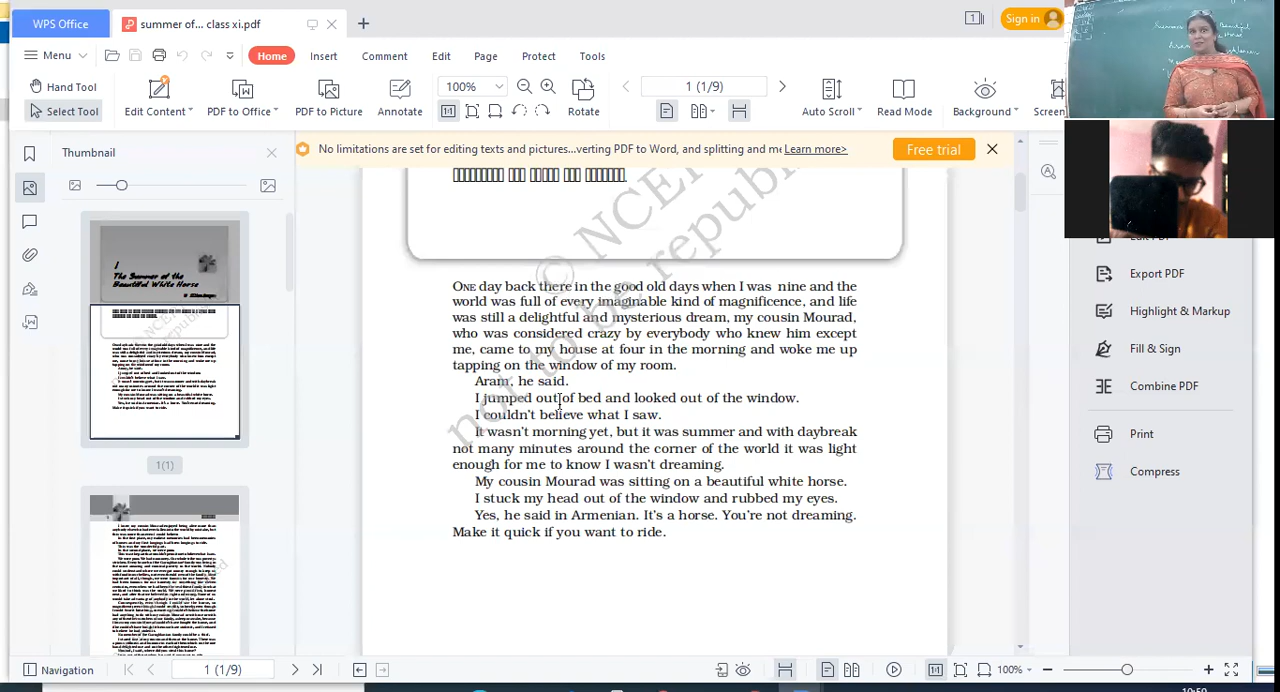 WPS Office
summer of... class xi.pdf
Sign in
Menu
Home
Insert
Comment
Edit
Page
Protect
Tools
Hand Tool
Select Tool
Edit Content
PDF to Office
PDF to Picture
Annotate
100%
1 (1/9)
Rotate
Auto Scroll
Read Mode
Background
Screen
Thumbnail
No limitations are set for editing texts and pictures...verting PDF to Word, and splitting and me Learn more>
Free trial
© NCERT
not to be republi
ONE day back there in the good old days when I was nine and the
world was full of every imaginable kind of magnificence, and life
was still a delightful and mysterious dream, my cousin Mourad,
who was considered crazy by everybody who knew him except
me, came to my house at four in the morning and woke me up
tapping on the window of my room.
Aram, he said.
I jumped out of bed and looked out of the window.
I couldn't believe what I saw.
It wasn't morning yet, but it was summer and with daybreak
not many minutes around the corner of the world it was light
enough for me to know I wasn't dreaming.
My cousin Mourad was sitting on a beautiful white horse.
I stuck my head out of the window and rubbed my eyes.
Yes, he said in Armenian. It's a horse. You're not dreaming.
Make it quick if you want to ride.
The Summer of the
Beautiful White Horse
1(1)
Export PDF
Highlight & Markup
Fill & Sign
Combine PDF
Print
Compress
Navigation
1 (1/9)
100%
10:59